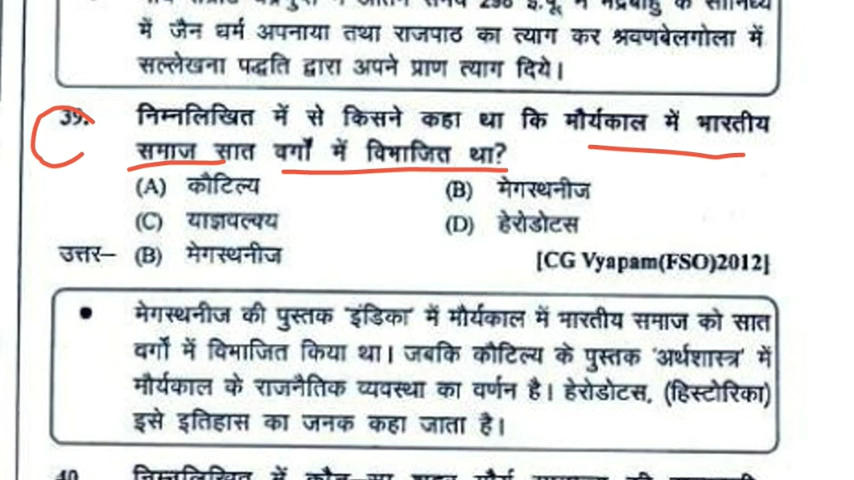 में जैन धर्म अपनाया तथा राजपाठ का त्याग कर श्रवणबेलगोला में
सल्लेखना पद्धति द्वारा अपने प्राण त्याग दिये।
39. निम्नलिखित में से किसने कहा था कि मौर्यकाल में भारतीय
समाज सात वर्गों में विभाजित था?
(A) कौटिल्य (B) मेगस्थनीज
(C) याज्ञवल्क्य (D) हेरोडोटस
उत्तर– (B) मेगस्थनीज [CG Vyapam(FSO)2012]
• मेगस्थनीज की पुस्तक 'इंडिका' में मौर्यकाल में भारतीय समाज को सात
वर्गों में विभाजित किया था। जबकि कौटिल्य के पुस्तक 'अर्थशास्त्र' में
मौर्यकाल के राजनैतिक व्यवस्था का वर्णन है। हेरोडोटस, (हिस्टोरिका)
इसे इतिहास का जनक कहा जाता है।
40